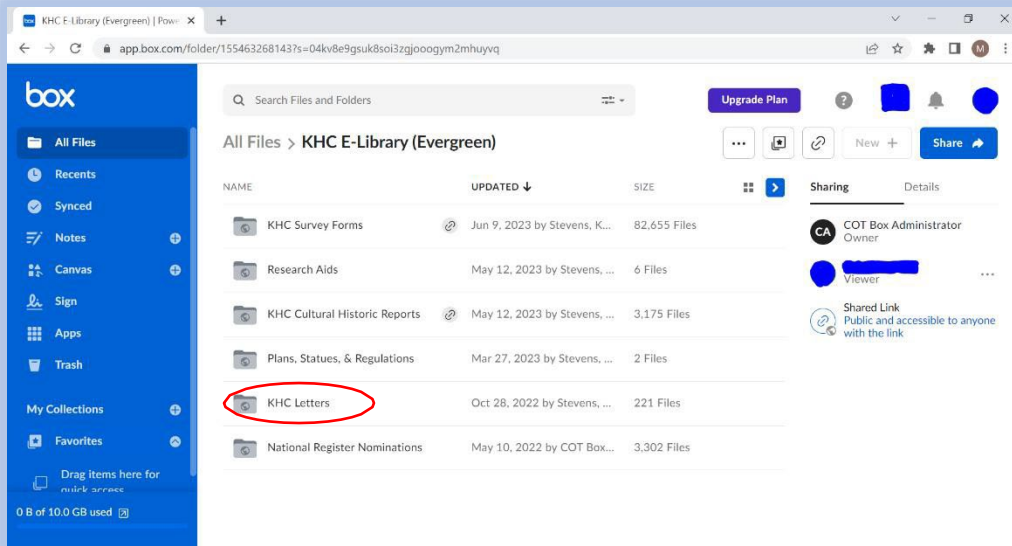 KHC E-Library (Evergreen) | Powe
app.box.com/folder/155463268143?s=04kv8e9gsuk8soi3zgjooogym2mhuyvq
M
box
Search Files and Folders
Upgrade Plan
All Files
All Files > KHC E-Library (Evergreen)
New +
Share
Recents
NAME
UPDATED ↓
SIZE
Sharing
Details
Synced
Notes
KHC Survey Forms
Jun 9, 2023 by Stevens, K...
82,655 Files
CA
COT Box Administrator
Owner
Canvas
Research Aids
May 12, 2023 by Stevens, ...
6 Files
Viewer
Sign
Apps
KHC Cultural Historic Reports
May 12, 2023 by Stevens, ...
3,175 Files
Shared Link
Public and accessible to anyone
with the link
Trash
Plans, Statues, & Regulations
Mar 27, 2023 by Stevens, ...
2 Files
My Collections
KHC Letters
Oct 28, 2022 by Stevens, ...
221 Files
Favorites
National Register Nominations
May 10, 2022 by COT Box...
3,302 Files
Drag items here for
quick access
0 B of 10.0 GB used